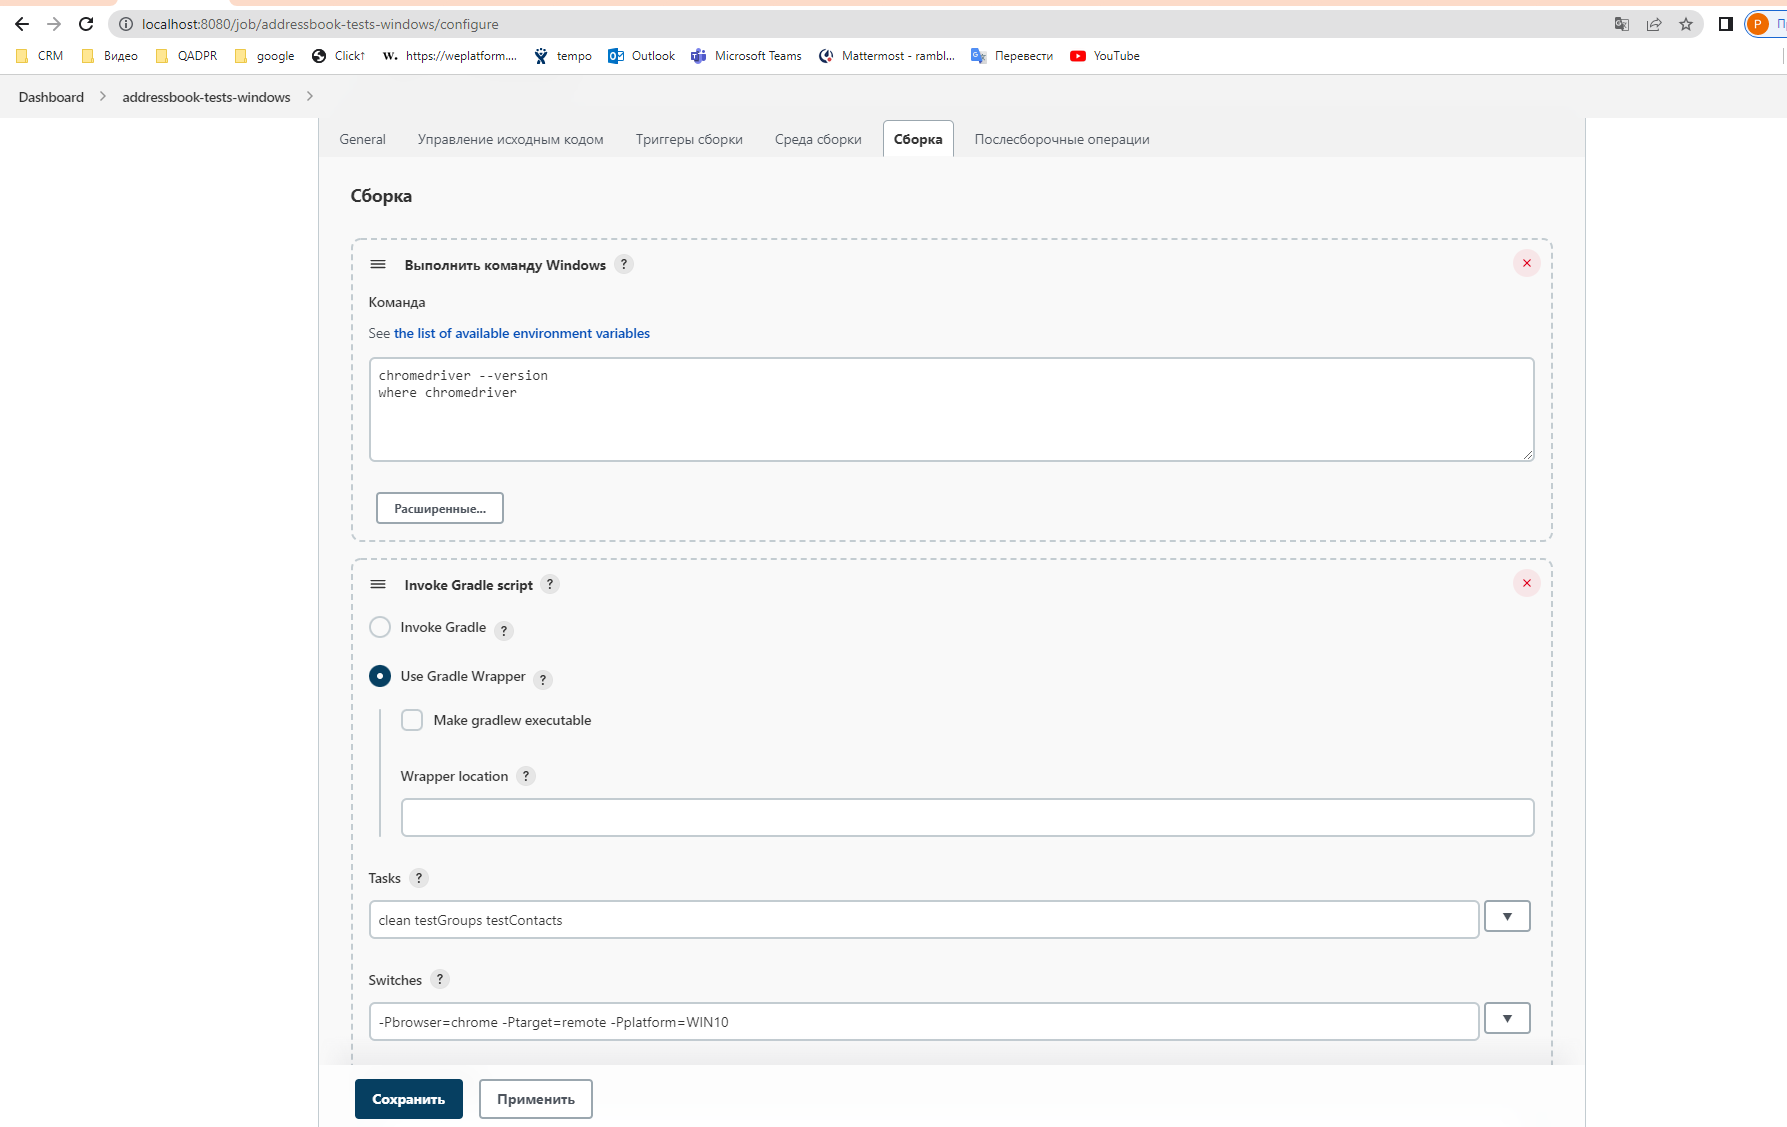 localhost:8080/job/addressbook-tests-windows/configure
P
CRM Видео QADPR google Click† https://weplatform.... tempo Outlook Microsoft Teams Mattermost - rambl... Перевести YouTube
Dashboard addressbook-tests-windows
General Управление исходным кодом Триггеры сборки Среда сборки Сборка Послесборочные операции
Сборка
Выполнить команду Windows ?
Команда
See the list of available environment variables
chromedriver --version
where chromedriver
Расширенные...
Invoke Gradle script ?
Invoke Gradle ?
Use Gradle Wrapper ?
Make gradlew executable
Wrapper location ?
Tasks ?
clean testGroups testContacts
Switches ?
-Pbrowser=chrome -Ptarget=remote -Pplatform=WIN10
Сохранить Применить